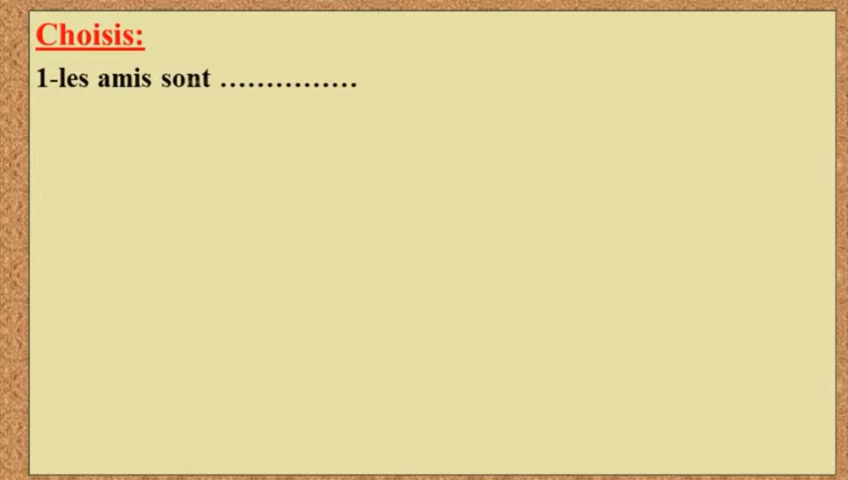 Choisis:
1-les amis sont ……………